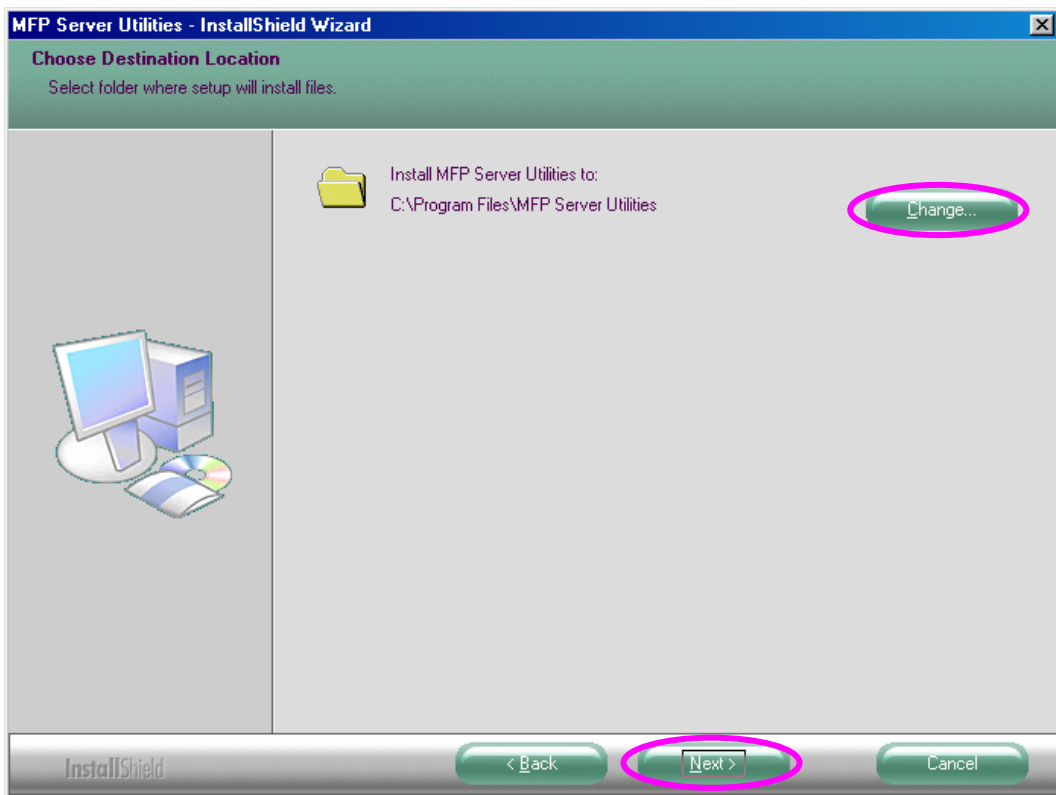 MFP Server Utilities - InstallShield Wizard
Choose Destination Location
Select folder where setup will install files.
Install MFP Server Utilities to:
C:\Program Files\MFP Server Utilities
Change...
InstallShield
< Back
Next >
Cancel